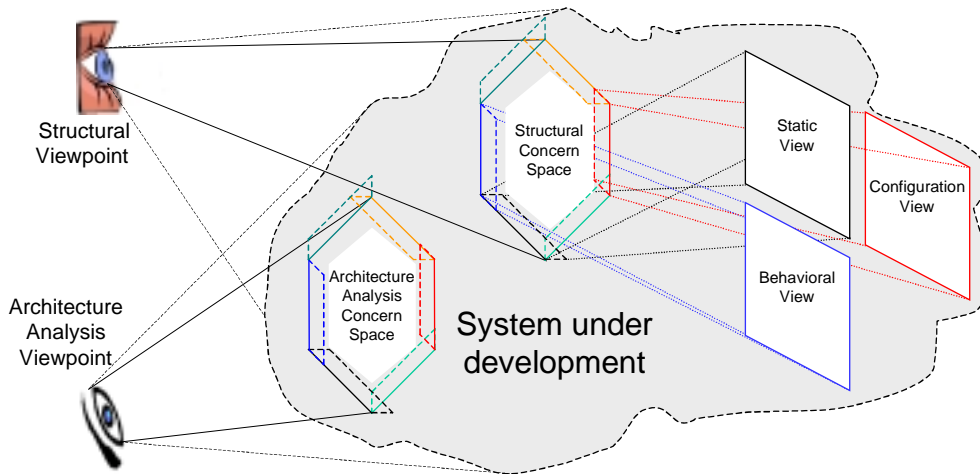 Structural
Viewpoint
Architecture
Analysis
Viewpoint
Structural
Concern
Space
Architecture
Analysis
Concern
Space
System under
development
Static
View
Configuration
View
Behavioral
View